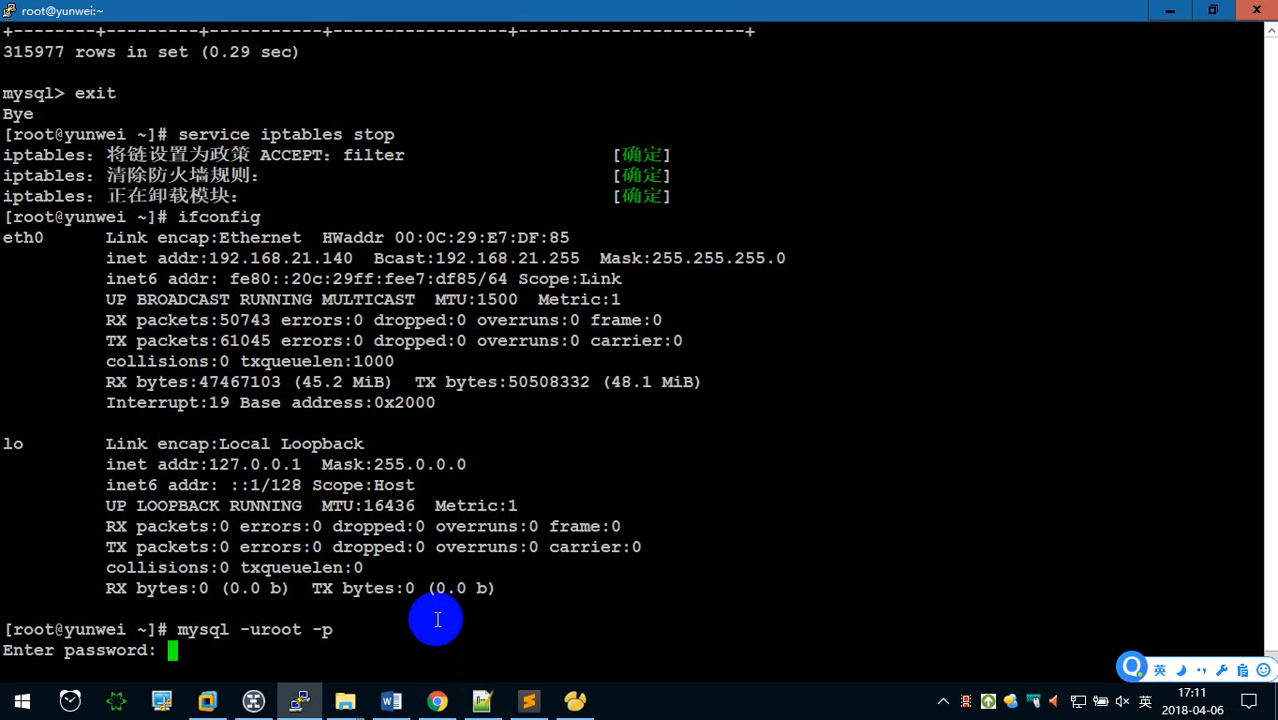 root@yunwei:~
+--------+---------+-----------+-----------------+----------------------+
315977 rows in set (0.29 sec)
mysql> exit
Bye
[root@yunwei ~]# service iptables stop
iptables: 将链设置为政策 ACCEPT: filter [确定]
iptables: 清除防火墙规则: [确定]
iptables: 正在卸载模块: [确定]
[root@yunwei ~]# ifconfig
eth0 Link encap:Ethernet HWaddr 00:0C:29:E7:DF:85
inet addr:192.168.21.140 Bcast:192.168.21.255 Mask:255.255.255.0
inet6 addr: fe80::20c:29ff:fee7:df85/64 Scope:Link
UP BROADCAST RUNNING MULTICAST MTU:1500 Metric:1
RX packets:50743 errors:0 dropped:0 overruns:0 frame:0
TX packets:61045 errors:0 dropped:0 overruns:0 carrier:0
collisions:0 txqueuelen:1000
RX bytes:47467103 (45.2 MiB) TX bytes:50508332 (48.1 MiB)
Interrupt:19 Base address:0x2000
lo Link encap:Local Loopback
inet addr:127.0.0.1 Mask:255.0.0.0
inet6 addr: ::1/128 Scope:Host
UP LOOPBACK RUNNING MTU:16436 Metric:1
RX packets:0 errors:0 dropped:0 overruns:0 frame:0
TX packets:0 errors:0 dropped:0 overruns:0 carrier:0
collisions:0 txqueuelen:0
RX bytes:0 (0.0 b) TX bytes:0 (0.0 b)
[root@yunwei ~]# mysql -uroot -p
Enter password:
英
英
17:11
2018-04-06